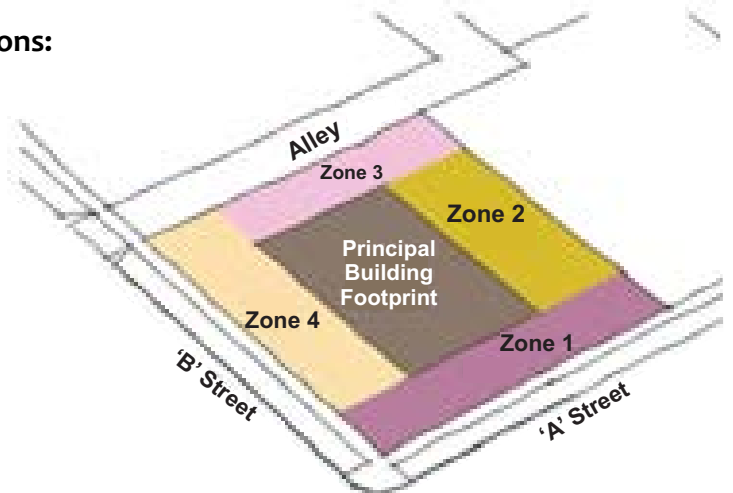 ons:
Alley
Zone 3
Zone 2
Principal
Building
Footprint
Zone 4
Zone 1
‘B’ Street
‘A’ Street